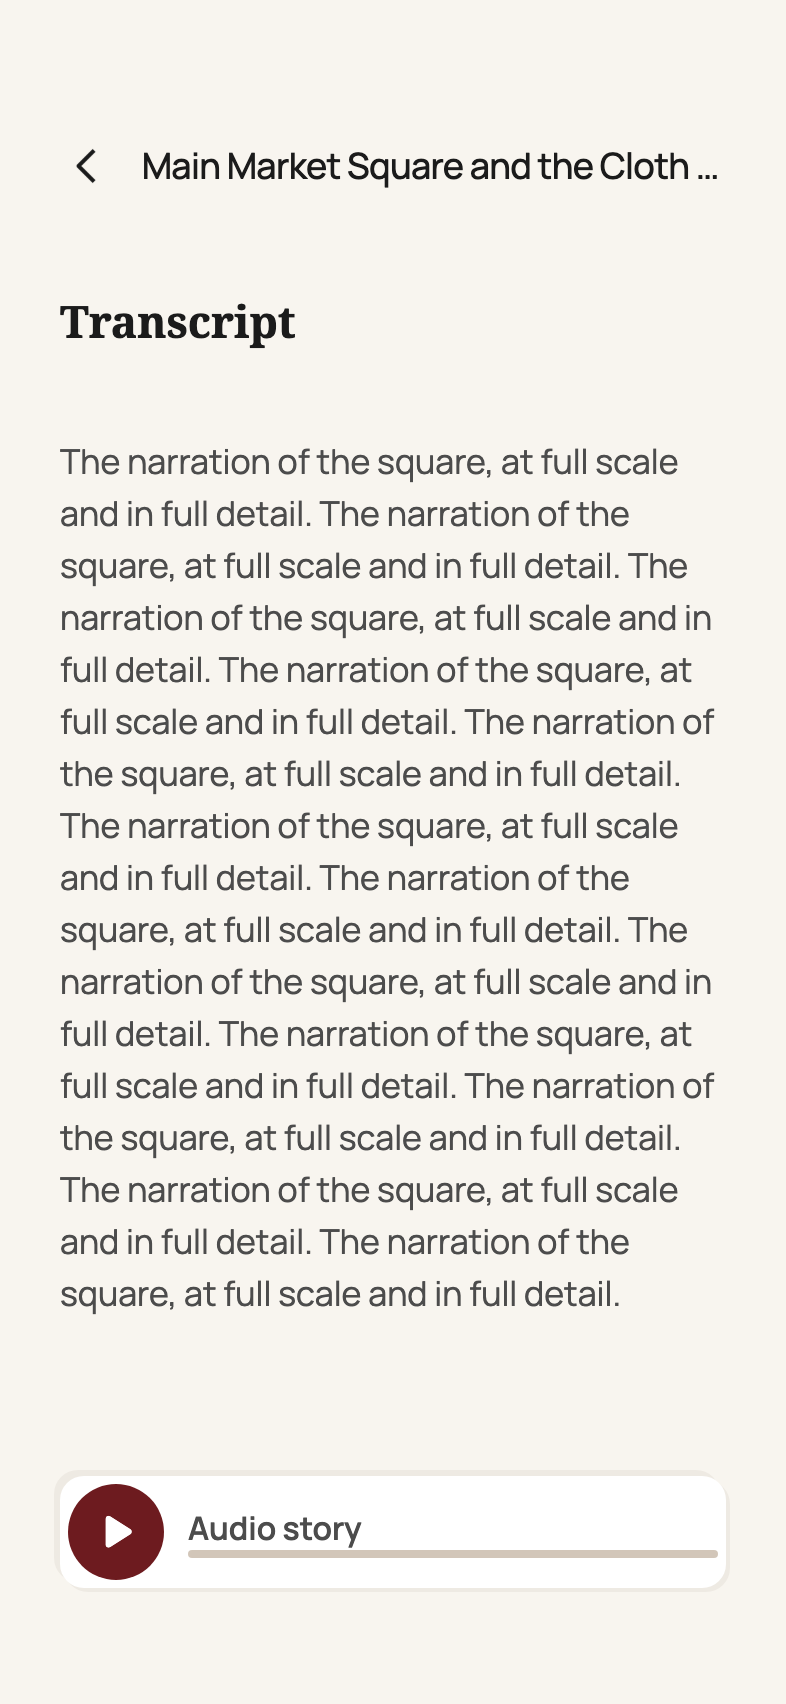 Main Market Square and the Cloth ...
Transcript
The narration of the square, at full scale
and in full detail. The narration of the
square, at full scale and in full detail. The
narration of the square, at full scale and in
full detail. The narration of the square, at
full scale and in full detail. The narration of
the square, at full scale and in full detail.
The narration of the square, at full scale
and in full detail. The narration of the
square, at full scale and in full detail. The
narration of the square, at full scale and in
full detail. The narration of the square, at
full scale and in full detail. The narration of
the square, at full scale and in full detail.
The narration of the square, at full scale
and in full detail. The narration of the
square, at full scale and in full detail.
Audio story